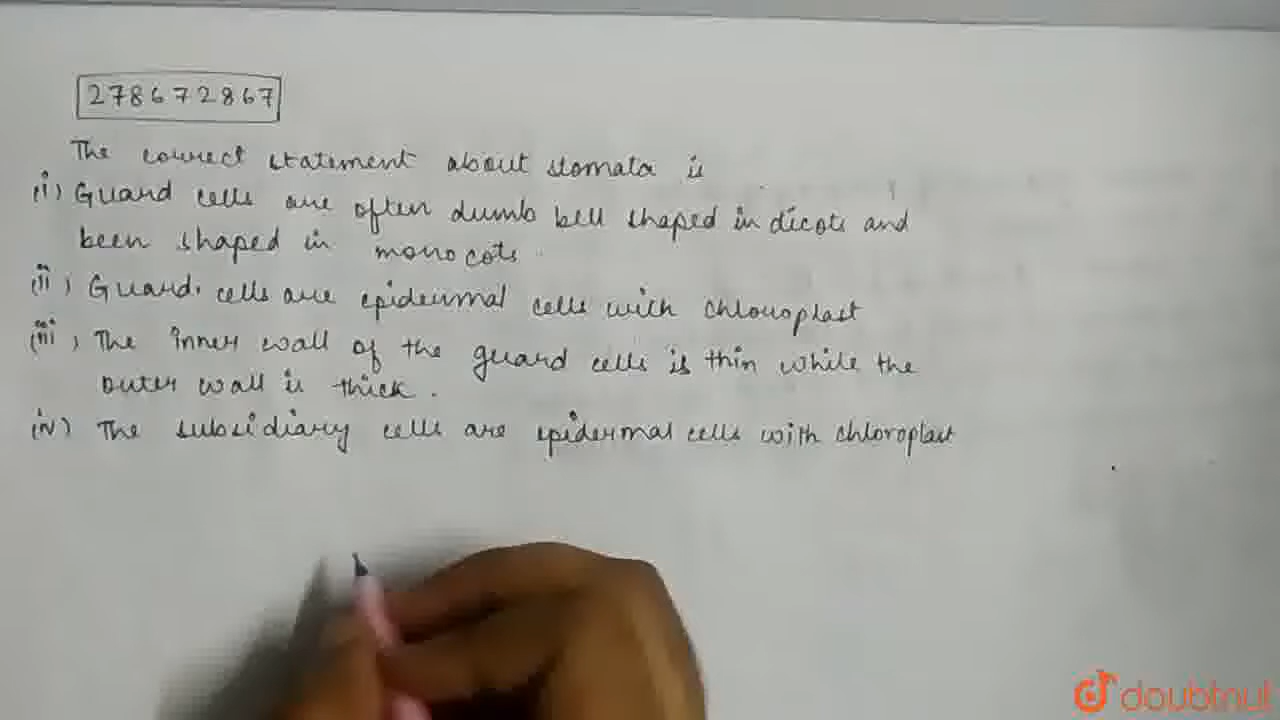 278672867
The correct statement about stomata is
(i) Guard cells are often dumb bell shaped in dicots and
been shaped in monocots.
(ii) Guard cells are epidermal cells with chloroplast
(iii) The inner wall of the guard cells is thin while the
outer wall is thick.
(iv) The subsidiary cells are epidermal cells with chloroplast
doubtnut